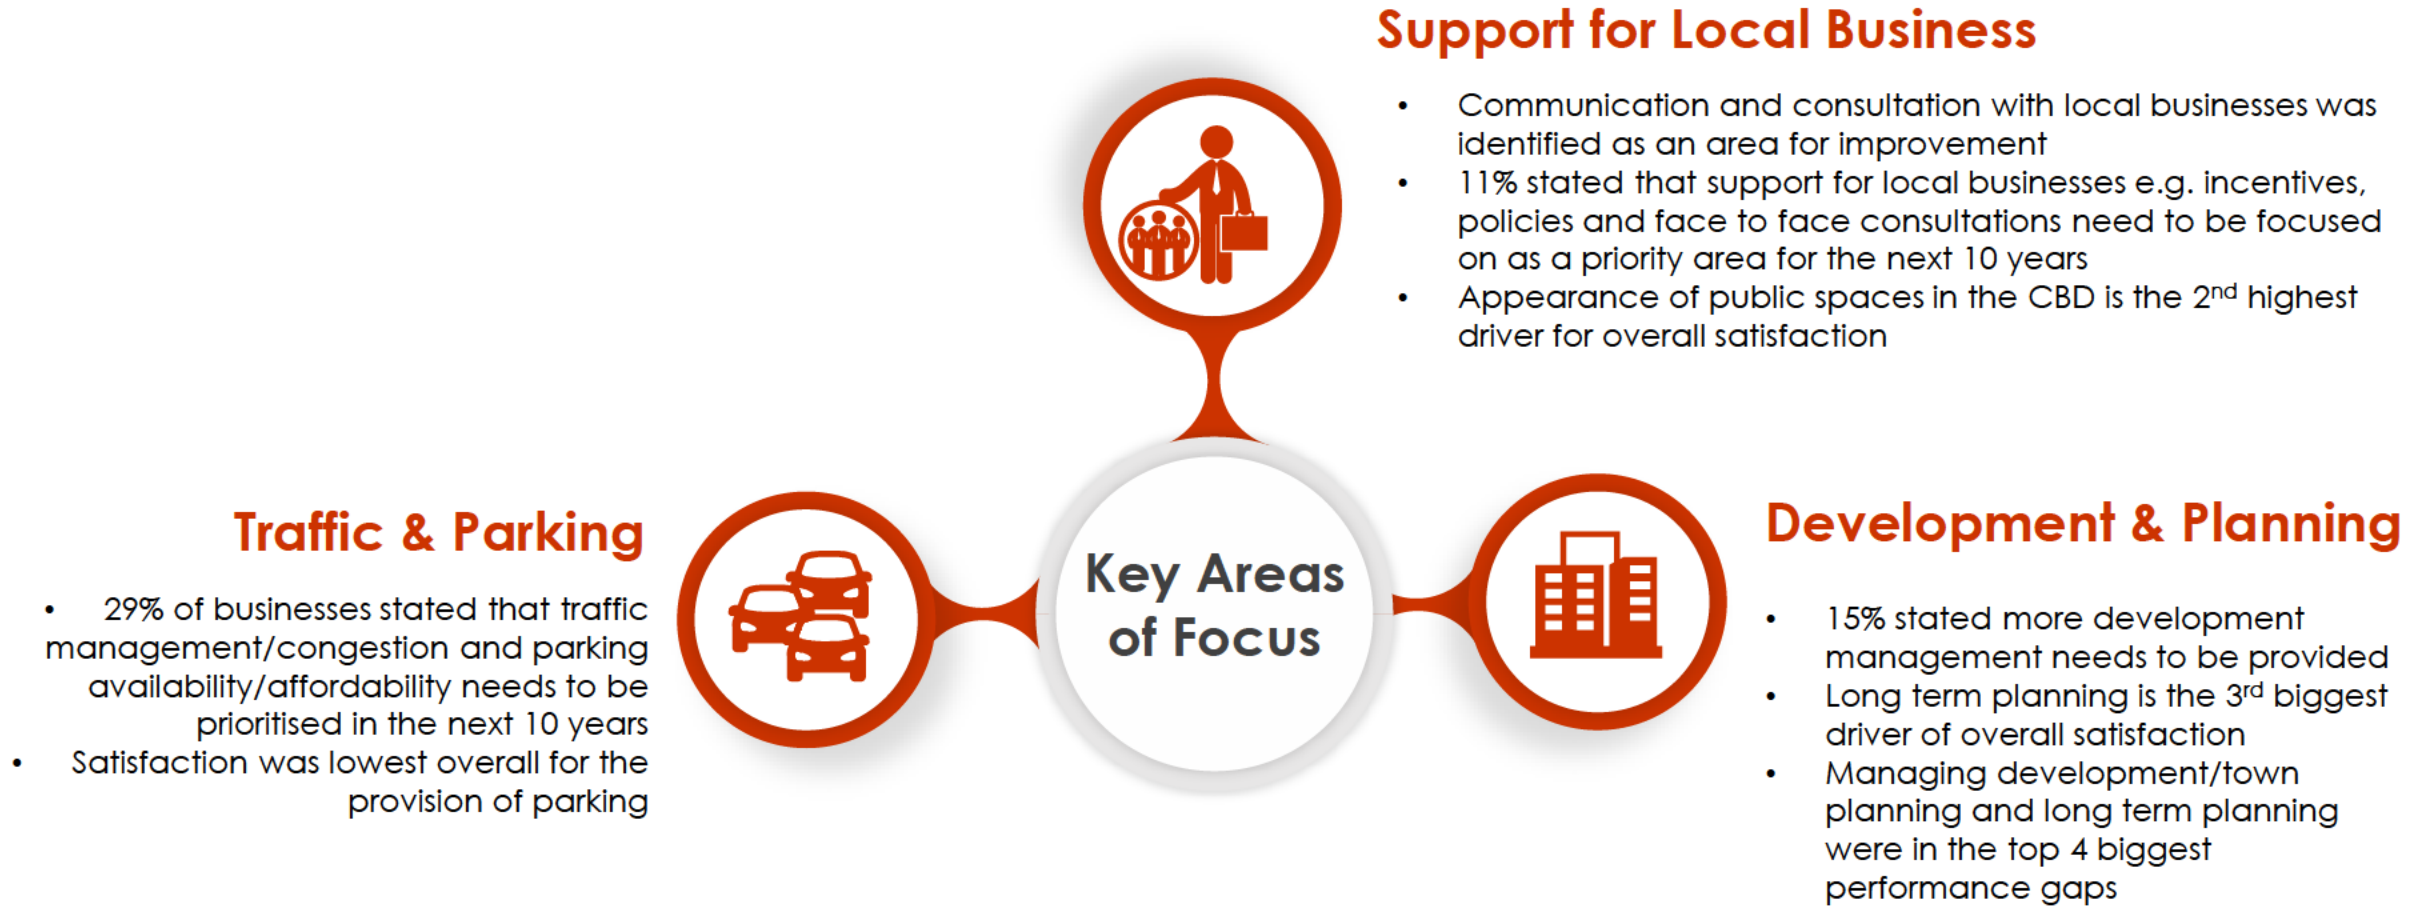 Support for Local Business
• Communication and consultation with local businesses was
identified as an area for improvement
• 11% stated that support for local businesses e.g. incentives,
policies and face to face consultations need to be focused
on as a priority area for the next 10 years
• Appearance of public spaces in the CBD is the 2nd highest
driver for overall satisfaction
Traffic & Parking
• 29% of businesses stated that traffic
management/congestion and parking
availability/affordability needs to be
prioritised in the next 10 years
• Satisfaction was lowest overall for the
provision of parking
Key Areas
of Focus
Development & Planning
• 15% stated more development
management needs to be provided
• Long term planning is the 3rd biggest
driver of overall satisfaction
• Managing development/town
planning and long term planning
were in the top 4 biggest
performance gaps